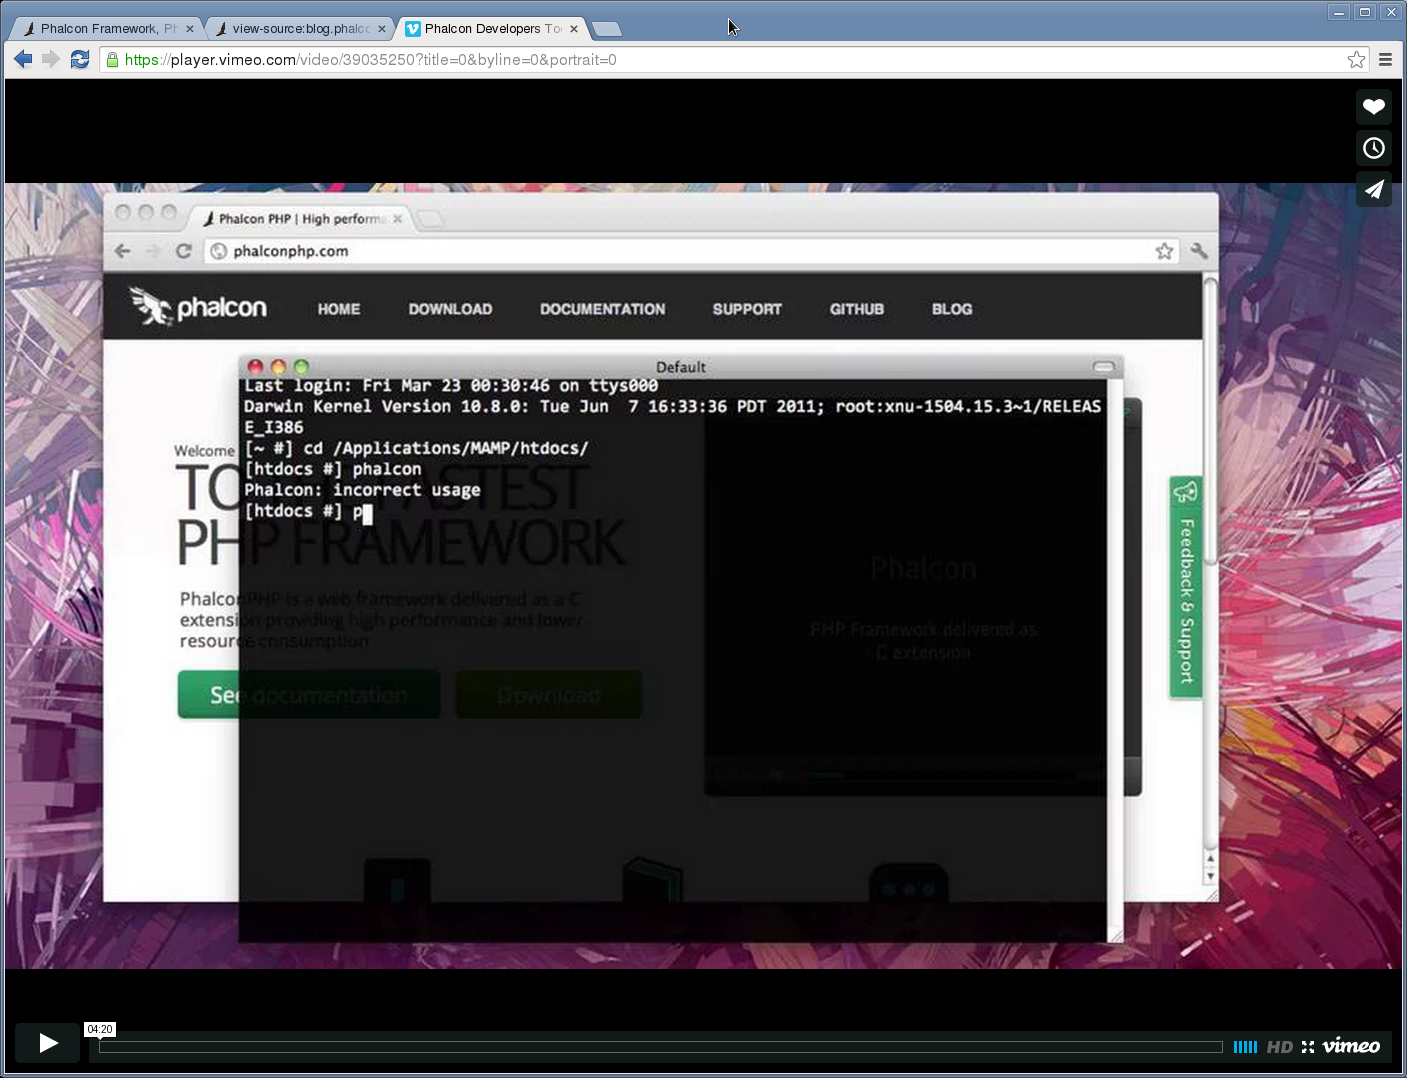 Phalcon Framework, Ph
view-source:blog.phalc
Phalcon Developers To
https://player.vimeo.com/video/39035250?title=0&byline=0&portrait=0
Phalcon PHP | High performa
phalconphp.com
phalcon
HOME
DOWNLOAD
DOCUMENTATION
SUPPORT
GITHUB
BLOG
Default
Last login: Fri Mar 23 00:30:46 on ttys000
Darwin Kernel Version 10.8.0: Tue Jun  7 16:33:36 PDT 2011; root:xnu-1504.15.3~1/RELEAS
E_I386
[~ #] cd /Applications/MAMP/htdocs/
[htdocs #] phalcon
Phalcon: incorrect usage
[htdocs #] p
Welcome
FASTEST
PHP FRAMEWORK
PhalconPHP is a web framework delivered as a C
extension providing high performance and lower
resource consumption
See documentation
Download
Phalcon
PHP Framework delivered as
C extension
Feedback & Support
04:20
HD
vimeo